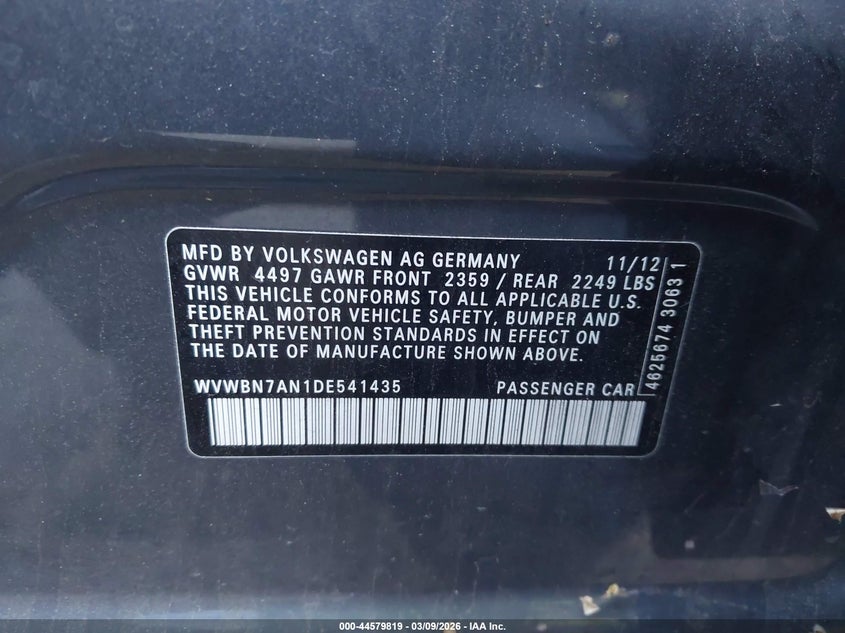 MFD BY VOLKSWAGEN AG GERMANY 11/12
GVWR 4497 GAWR FRONT 2359 / REAR 2249 LBS
THIS VEHICLE CONFORMS TO ALL APPLICABLE U.S.
FEDERAL MOTOR VEHICLE SAFETY, BUMPER AND
THEFT PREVENTION STANDARDS IN EFFECT ON
THE DATE OF MANUFACTURE SHOWN ABOVE.
WVWBN7AN1DE541435 PASSENGER CAR
4625674 3063 1
000-44579819 - 03/09/2026 - IAA Inc.